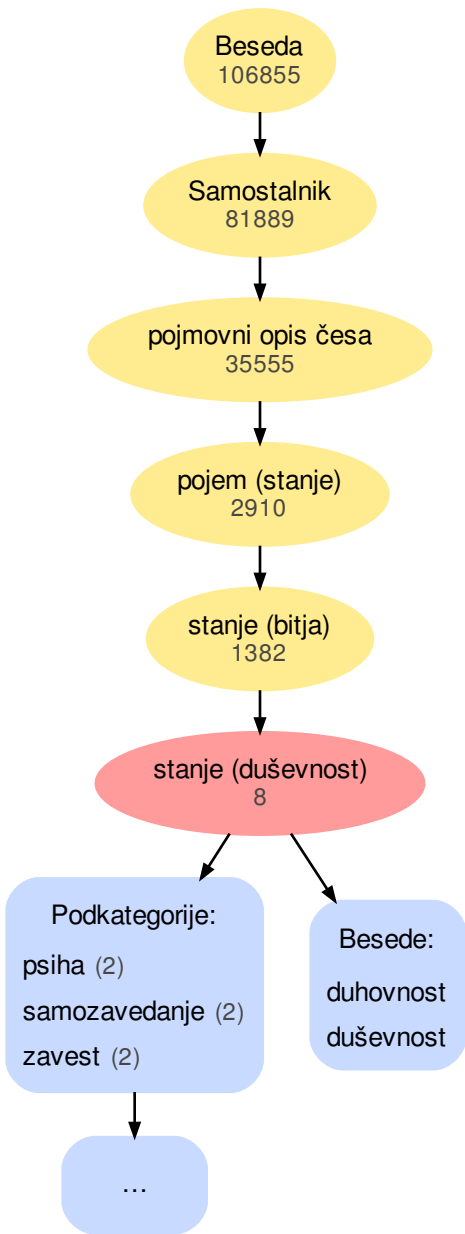 Beseda
106855
Samostalnik
81889
pojmovni opis česa
35555
pojem (stanje)
2910
stanje (bitja)
1382
stanje (duševnost)
8
Podkategorije:
psiha (2)
samozavedanje (2)
zavest (2)
Besede:
duhovnost
duševnost
...